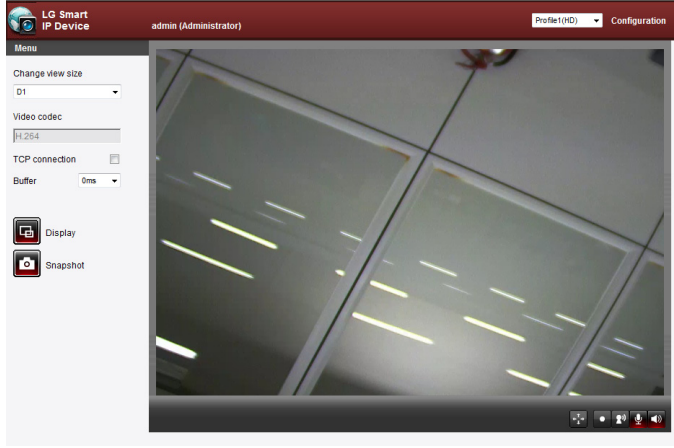 LG Smart
IP Device
admin (Administrator)
Profile1(HD)
Configuration
Menu
Change view size
D1
Video codec
H.264
TCP connection
Buffer
0ms
Display
Snapshot